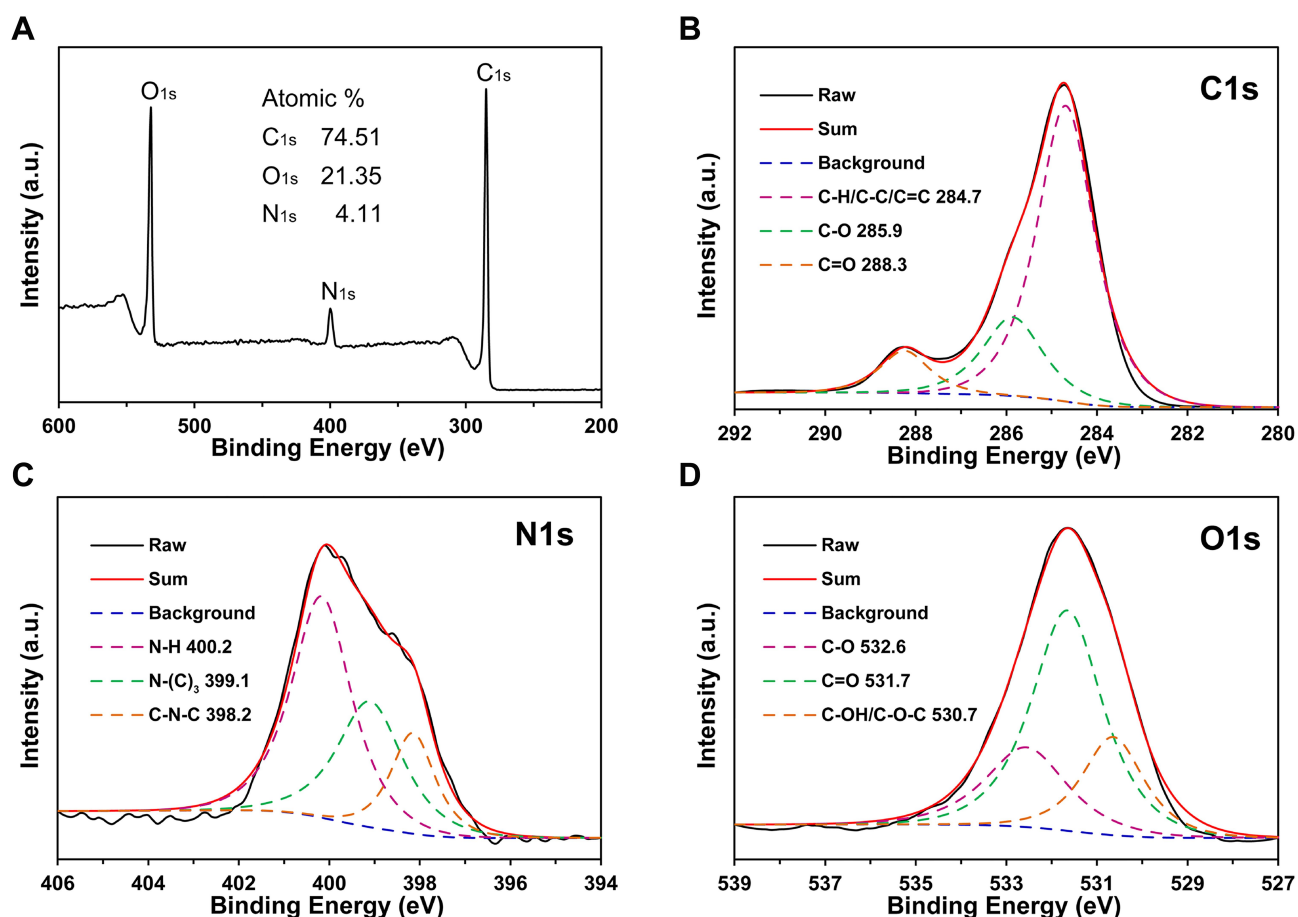 A
O1s
C1s
N1s
Atomic %
C1s 74.51
O1s 21.35
N1s 4.11
Intensity (a.u.)
600 500 400 300 200
Binding Energy (eV)
B
C1s
Raw
Sum
Background
C-H/C-C/C=C 284.7
C-O 285.9
C=O 288.3
Intensity (a.u.)
292 290 288 286 284 282 280
Binding Energy (eV)
C
N1s
Raw
Sum
Background
N-H 400.2
N-(C)3 399.1
C-N-C 398.2
Intensity (a.u.)
406 404 402 400 398 396 394
Binding Energy (eV)
D
O1s
Raw
Sum
Background
C-O 532.6
C=O 531.7
C-OH/C-O-C 530.7
Intensity (a.u.)
539 537 535 533 531 529 527
Binding Energy (eV)